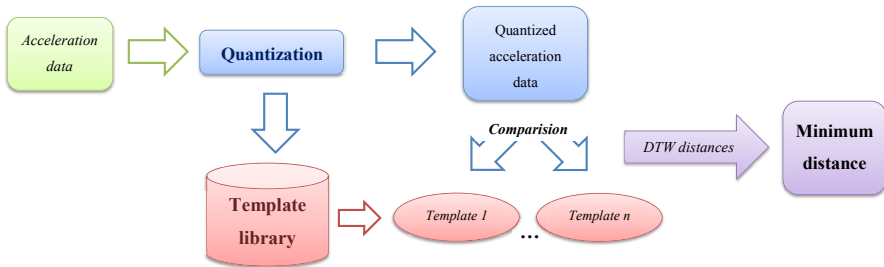 Acceleration
data
Quantization
Quantized
acceleration
data
Comparision
DTW distances
Minimum
distance
Template
library
Template 1
...
Template n